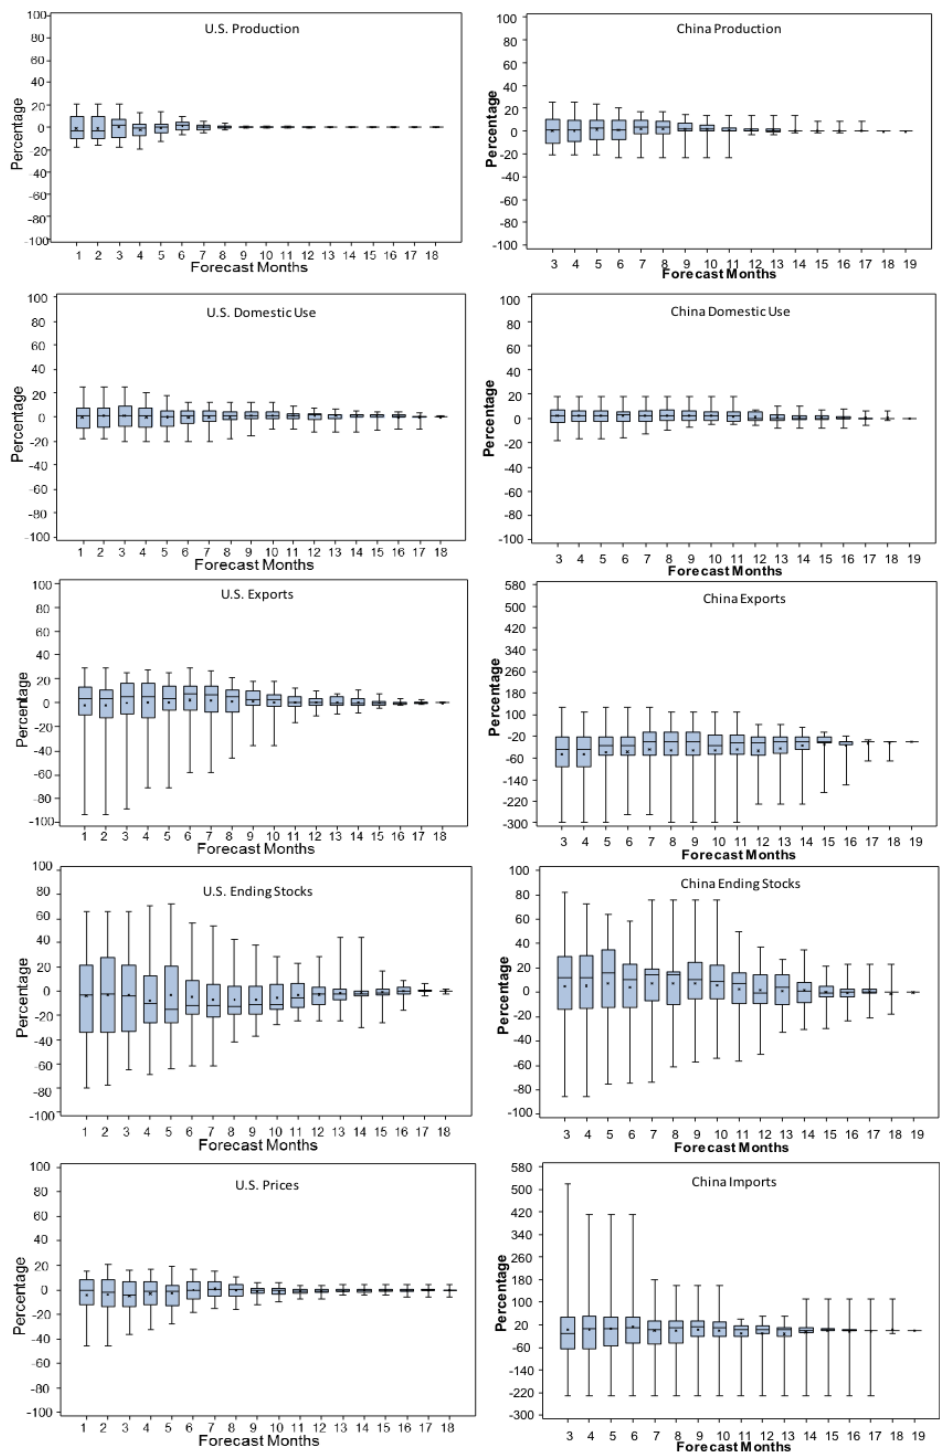 U.S. Production
Percentage
100
80
60
40
20
0
-20
-40
-60
-80
-100
1 2 3 4 5 6 7 8 9 10 11 12 13 14 15 16 17 18
Forecast Months
China Production
Percentage
100
80
60
40
20
0
-20
-40
-60
-80
-100
3 4 5 6 7 8 9 10 11 12 13 14 15 16 17 18 19
Forecast Months
U.S. Domestic Use
Percentage
100
80
60
40
20
0
-20
-40
-60
-80
-100
1 2 3 4 5 6 7 8 9 10 11 12 13 14 15 16 17 18
Forecast Months
China Domestic Use
Percentage
100
80
60
40
20
0
-20
-40
-60
-80
-100
3 4 5 6 7 8 9 10 11 12 13 14 15 16 17 18 19
Forecast Months
U.S. Exports
Percentage
100
80
60
40
20
0
-20
-40
-60
-80
-100
1 2 3 4 5 6 7 8 9 10 11 12 13 14 15 16 17 18
Forecast Months
China Exports
Percentage
580
500
420
340
260
180
100
-20
-60
-140
-220
-300
3 4 5 6 7 8 9 10 11 12 13 14 15 16 17 18 19
Forecast Months
U.S. Ending Stocks
Percentage
100
80
60
40
20
0
-20
-40
-60
-80
-100
1 2 3 4 5 6 7 8 9 10 11 12 13 14 15 16 17 18
Forecast Months
China Ending Stocks
Percentage
100
80
60
40
20
0
-20
-40
-60
-80
-100
3 4 5 6 7 8 9 10 11 12 13 14 15 16 17 18 19
Forecast Months
U.S. Prices
Percentage
100
80
60
40
20
0
-20
-40
-60
-80
-100
1 2 3 4 5 6 7 8 9 10 11 12 13 14 15 16 17 18
Forecast Months
China Imports
Percentage
580
500
420
340
260
180
100
20
-60
-140
-220
-300
3 4 5 6 7 8 9 10 11 12 13 14 15 16 17 18 19
Forecast Months